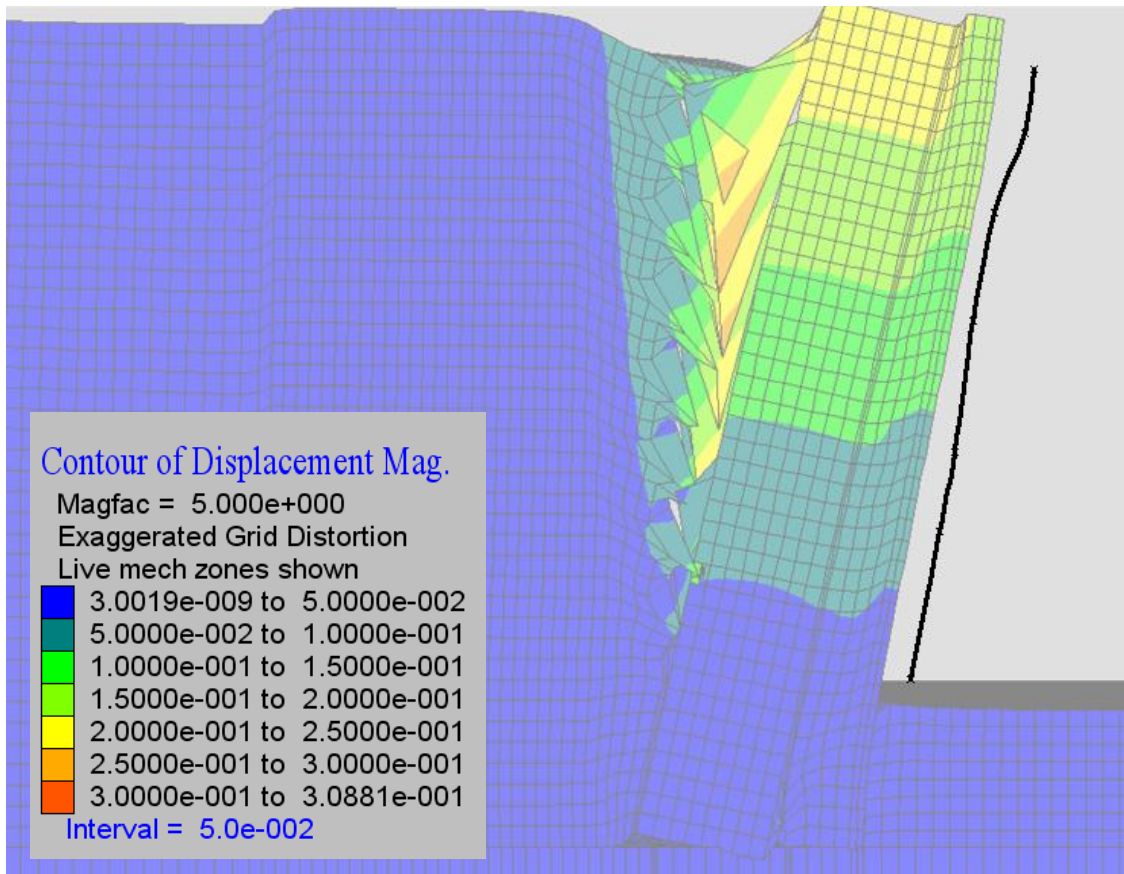 Contour of Displacement Mag.
Magfac = 5.000e+000
Exaggerated Grid Distortion
Live mech zones shown
3.0019e-009 to 5.0000e-002
5.0000e-002 to 1.0000e-001
1.0000e-001 to 1.5000e-001
1.5000e-001 to 2.0000e-001
2.0000e-001 to 2.5000e-001
2.5000e-001 to 3.0000e-001
3.0000e-001 to 3.0881e-001
Interval = 5.0e-002